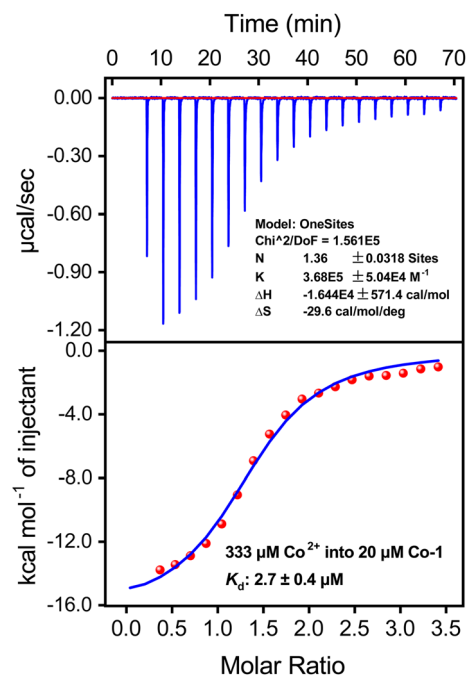 Time (min)
0 10 20 30 40 50 60 70
0.00
-0.30
-0.60
-0.90
-1.20
µcal/sec
Model: OneSites
Chi^2/DoF = 1.561E5
N 1.36 ±0.0318 Sites
K 3.68E5 ±5.04E4 M⁻¹
ΔH -1.644E4 ±571.4 cal/mol
ΔS -29.6 cal/mol/deg
0.0
-4.0
-8.0
-12.0
-16.0
kcal mol⁻¹ of injectant
333 µM Co²⁺ into 20 µM Co-1
K_d: 2.7 ± 0.4 µM
0.0 0.5 1.0 1.5 2.0 2.5 3.0 3.5
Molar Ratio